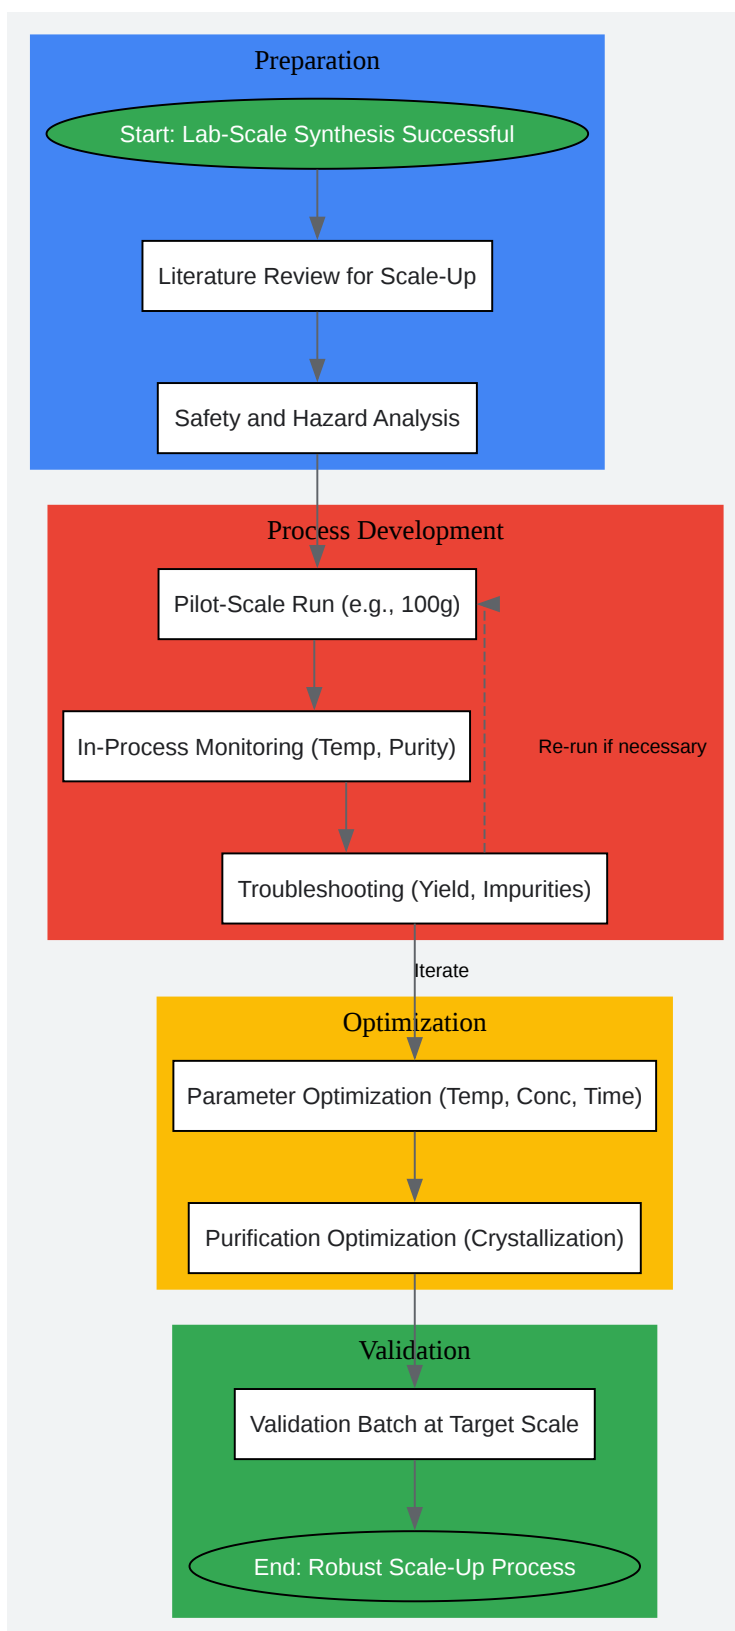 Preparation
Start: Lab-Scale Synthesis Successful
Literature Review for Scale-Up
Safety and Hazard Analysis
Process Development
Pilot-Scale Run (e.g., 100g)
In-Process Monitoring (Temp, Purity)
Re-run if necessary
Troubleshooting (Yield, Impurities)
Iterate
Optimization
Parameter Optimization (Temp, Conc, Time)
Purification Optimization (Crystallization)
Validation
Validation Batch at Target Scale
End: Robust Scale-Up Process